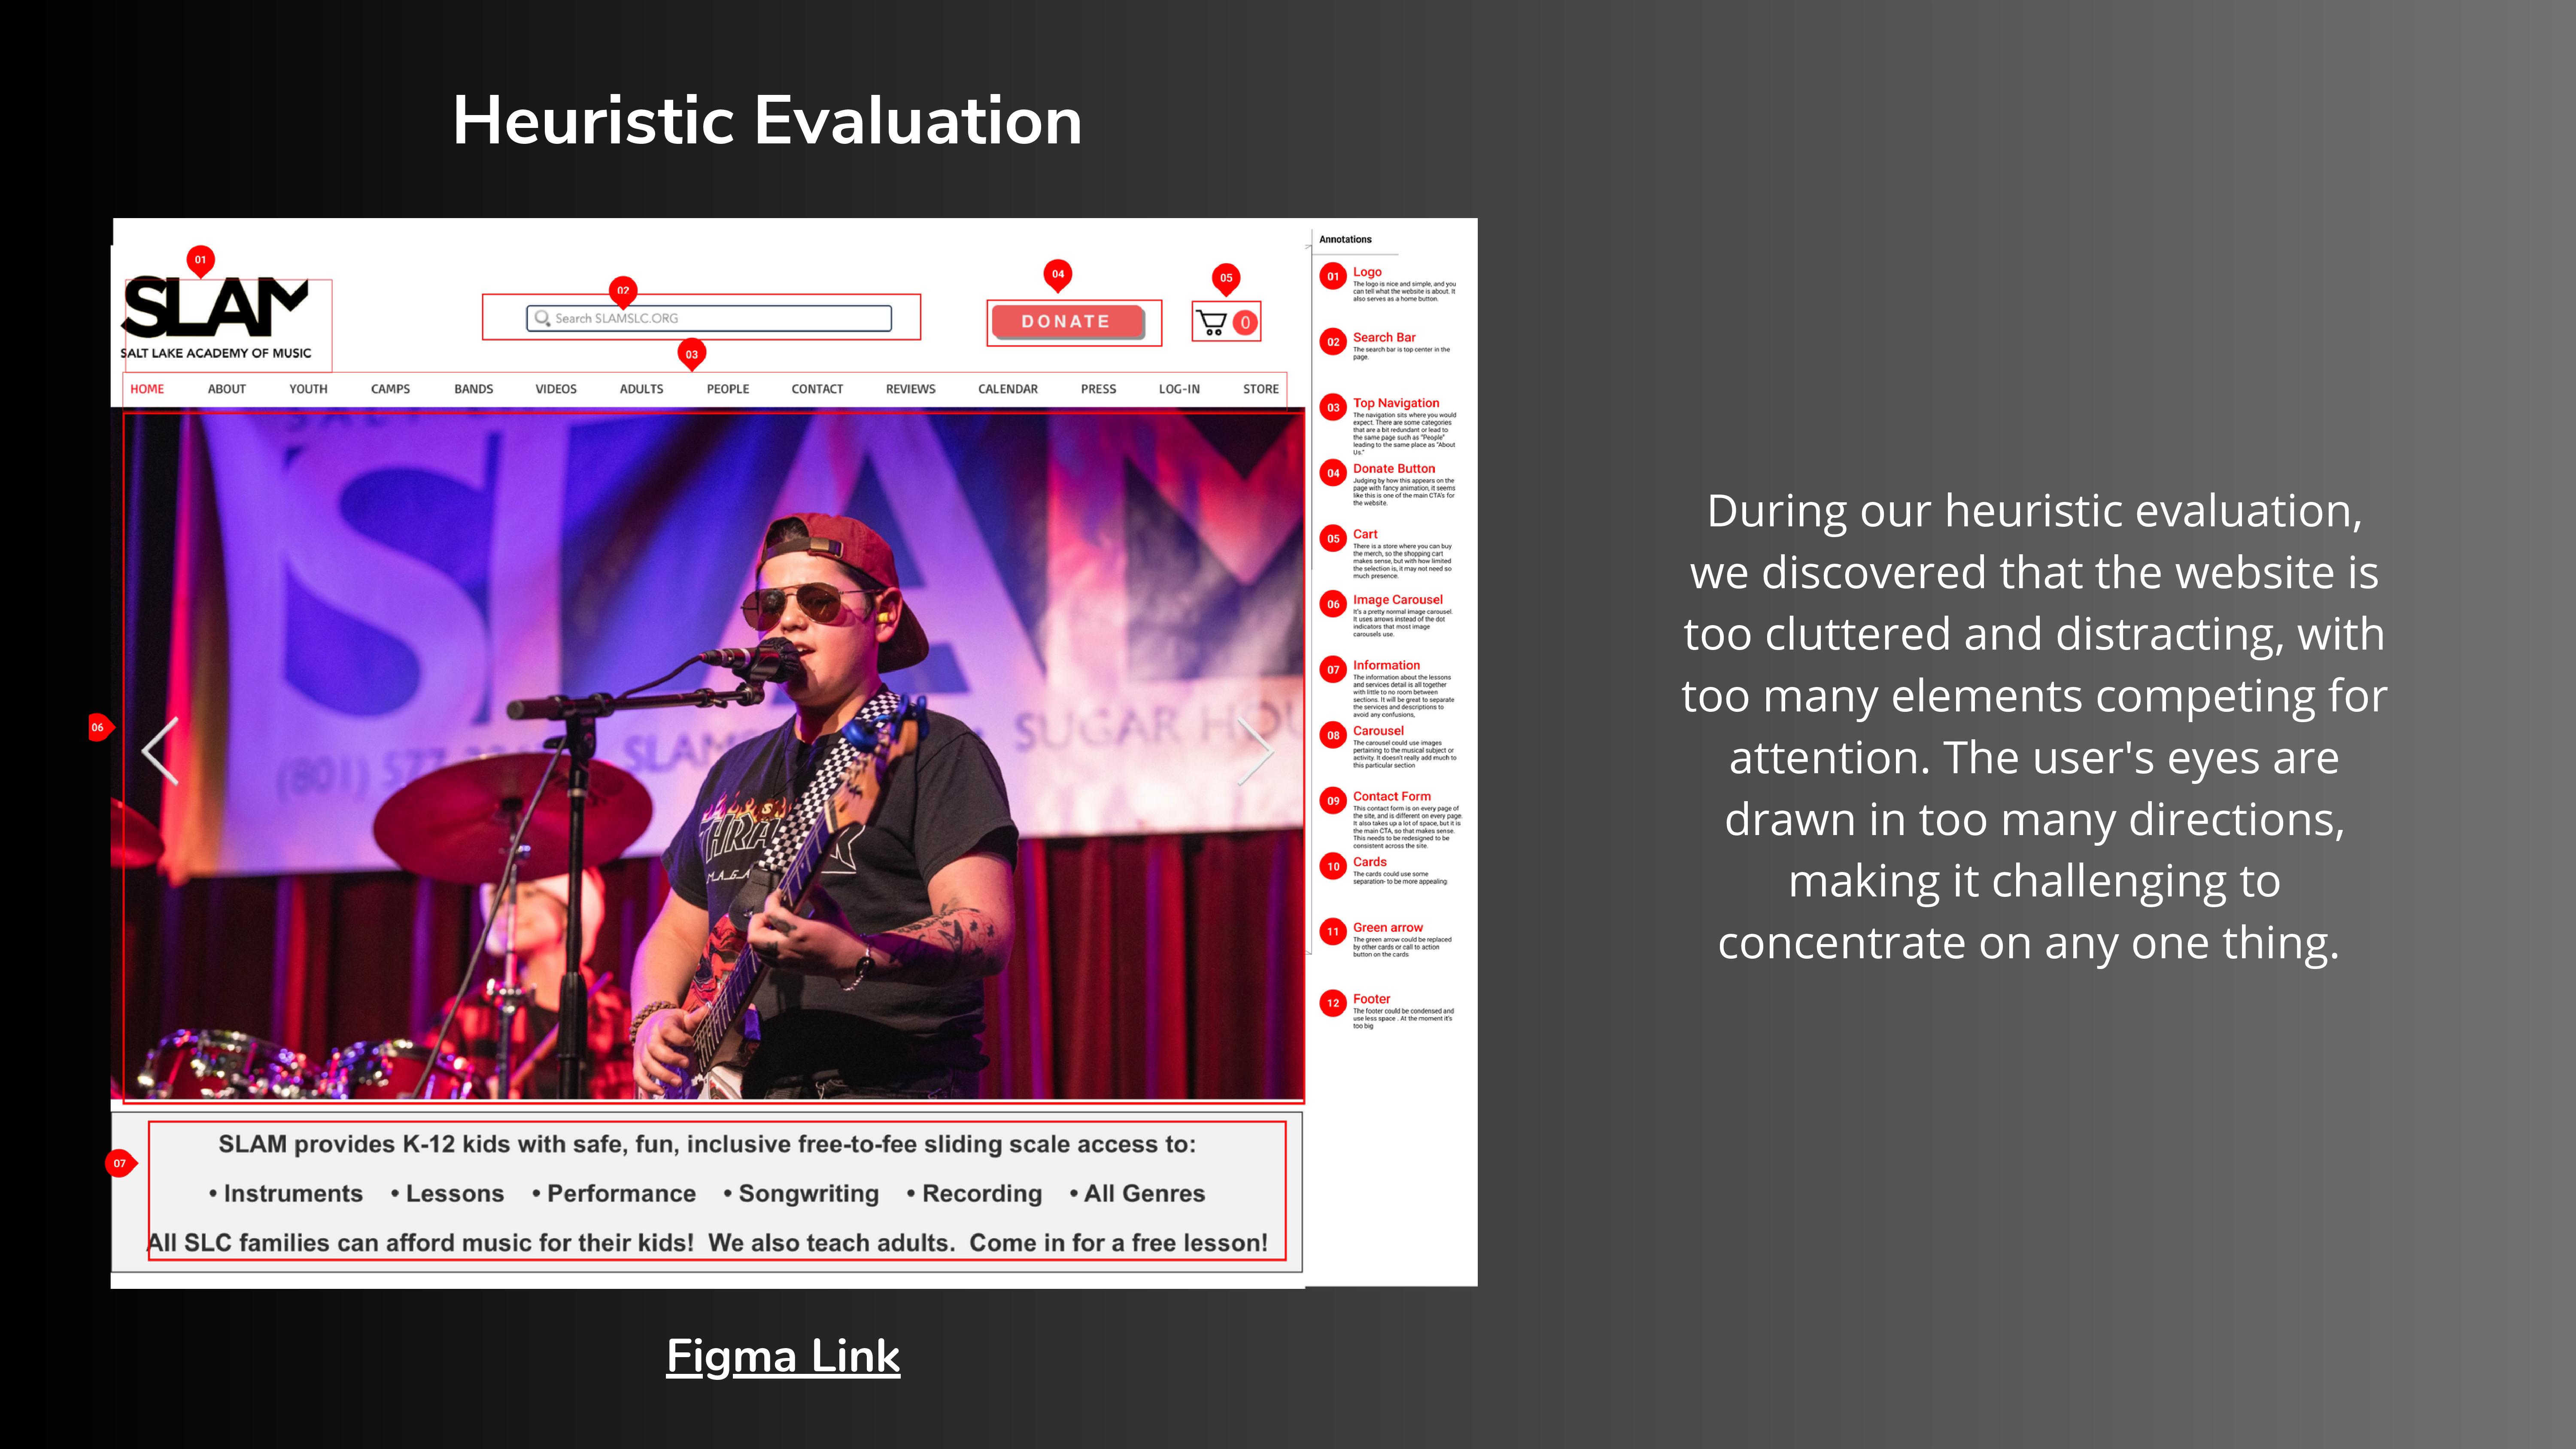 Heuristic Evaluation
01
SLAM
SALT LAKE ACADEMY OF MUSIC
02
Search SLAMSLC.ORG
04
DONATE
05
0
03
HOME ABOUT YOUTH CAMPS BANDS VIDEOS ADULTS PEOPLE CONTACT REVIEWS CALENDAR PRESS LOG-IN STORE
SLAM
SUGAR HOU
(801) 577
SLAM
THRA
06
07
SLAM provides K-12 kids with safe, fun, inclusive free-to-fee sliding scale access to:
• Instruments • Lessons • Performance • Songwriting • Recording • All Genres
All SLC families can afford music for their kids! We also teach adults. Come in for a free lesson!
Annotations
01 Logo
The logo is nice and simple, and you
can tell what the website is about. It
also serves as a home button.
02 Search Bar
The search bar is top center in the
page.
03 Top Navigation
The navigation sits where you would
expect. There are some categories
that are a bit redundant or lead to
the same page such as "People"
leading to the same place as "About
Us."
04 Donate Button
Judging by how this appears on the
page with fancy animation, it seems
like this is one of the main CTA's for
the website.
05 Cart
There is a store where you can buy
the merch, so the shopping cart
makes sense, but with how limited
the selection is, it may not need so
much presence.
06 Image Carousel
It's a pretty normal image carousel.
It uses arrows instead of the dot
indicators that most image
carousels use.
07 Information
The information about the lessons
and services detail is all together
with little to no room between
sections. It will be great to separate
the services and descriptions to
avoid any confusions,
08 Carousel
The carousel could use images
pertaining to the musical subject or
activity. It doesn't really add much to
this particular section
09 Contact Form
This contact form is on every page of
the site, and is different on every page.
It also takes up a lot of space, but it is
the main CTA, so that makes sense.
This needs to be redesigned to be
consistent across the site.
10 Cards
The cards could use some
separation- to be more appealing
11 Green arrow
The green arrow could be replaced
by other cards or call to action
button on the cards
12 Footer
The footer could be condensed and
use less space . At the moment it's
too big
During our heuristic evaluation,
we discovered that the website is
too cluttered and distracting, with
too many elements competing for
attention. The user's eyes are
drawn in too many directions,
making it challenging to
concentrate on any one thing.
Figma Link